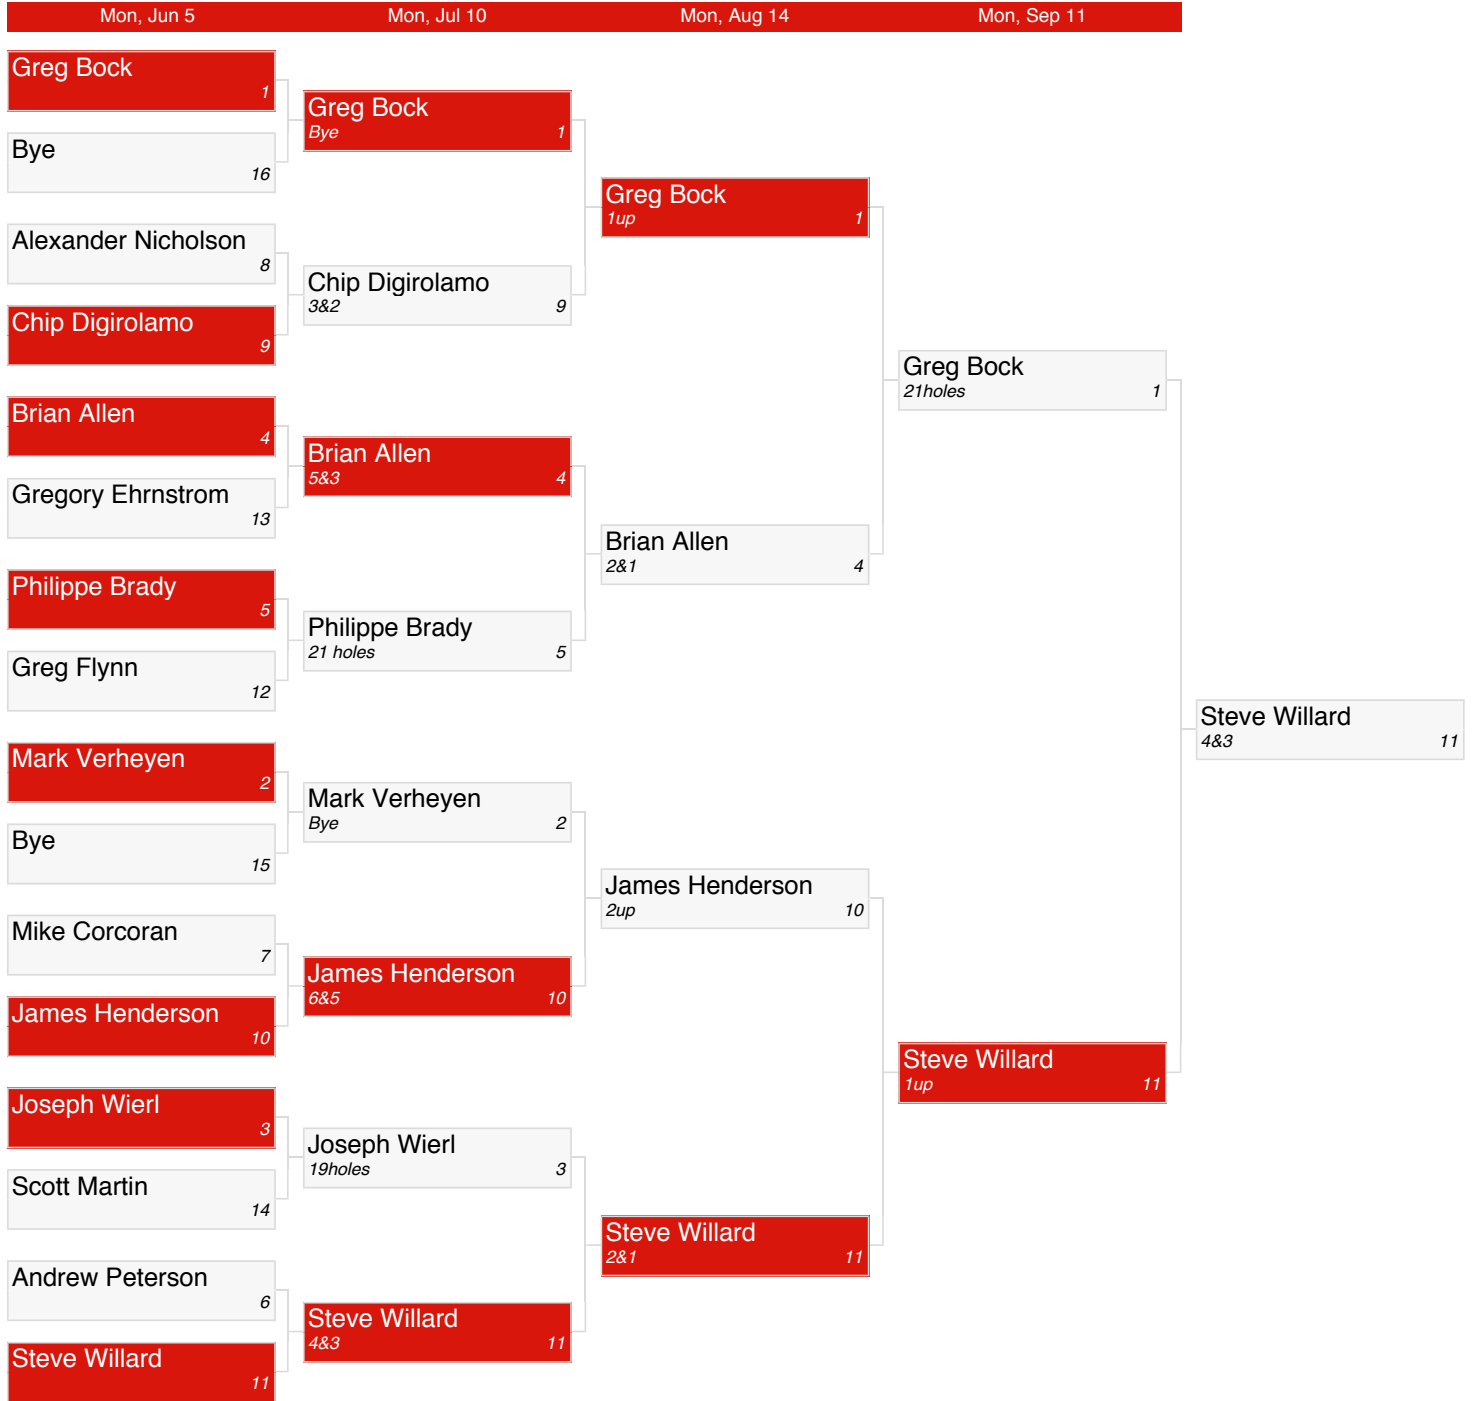 Mon, Jun 5
Mon, Jul 10
Mon, Aug 14
Mon, Sep 11
Greg Bock
1
Bye
16
Alexander Nicholson
8
Chip Digirolamo
9
Brian Allen
4
Gregory Ehrnstrom
13
Philippe Brady
5
Greg Flynn
12
Mark Verheyen
2
Bye
15
Mike Corcoran
7
James Henderson
10
Joseph Wierl
3
Scott Martin
14
Andrew Peterson
6
Steve Willard
11
Greg Bock
Bye 1
Chip Digirolamo
3&2 9
Brian Allen
5&3 4
Philippe Brady
21 holes 5
Mark Verheyen
Bye 2
James Henderson
6&5 10
Joseph Wierl
19holes 3
Steve Willard
4&3 11
Greg Bock
1up 1
Brian Allen
2&1 4
James Henderson
2up 10
Steve Willard
2&1 11
Greg Bock
21holes 1
Steve Willard
1up 11
Steve Willard
4&3 11